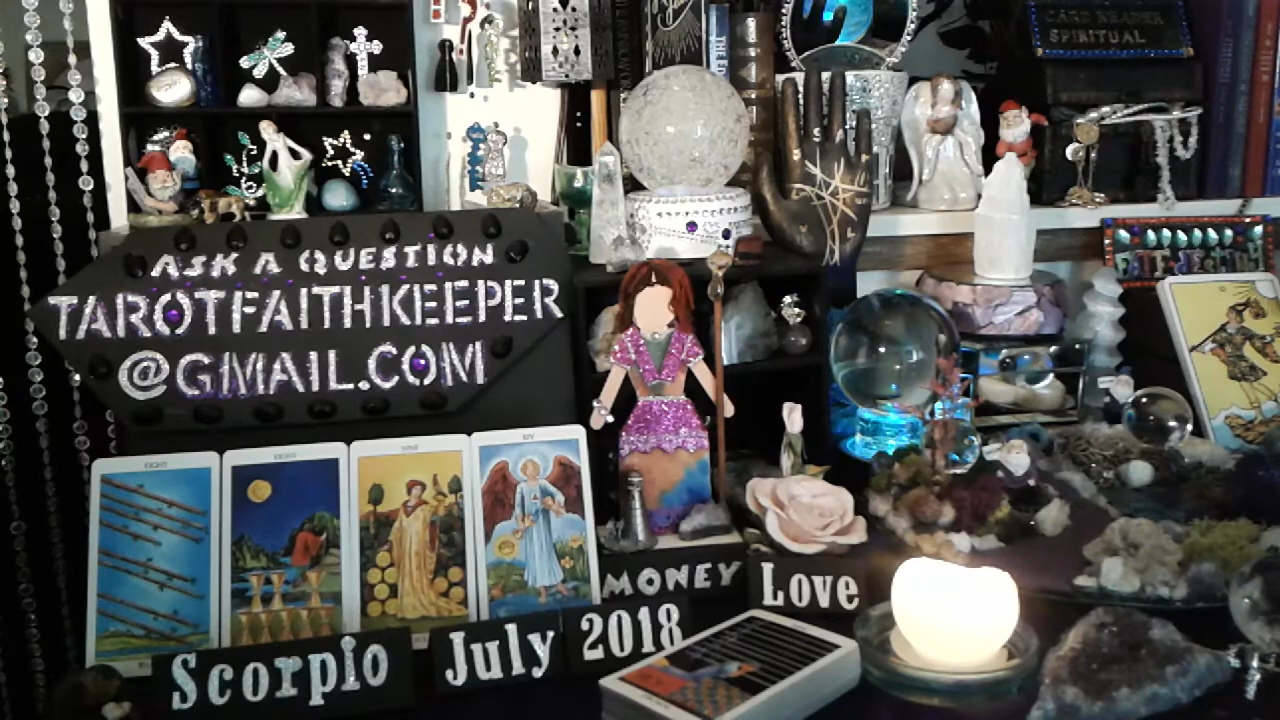 CARD READER
SPIRITUAL
ASK A QUESTION
TAROTFAITHKEEPER
@GMAIL.COM
EIGHT
EIGHT
NINE
XIV
MONEY
Love
Scorpio
July 2018